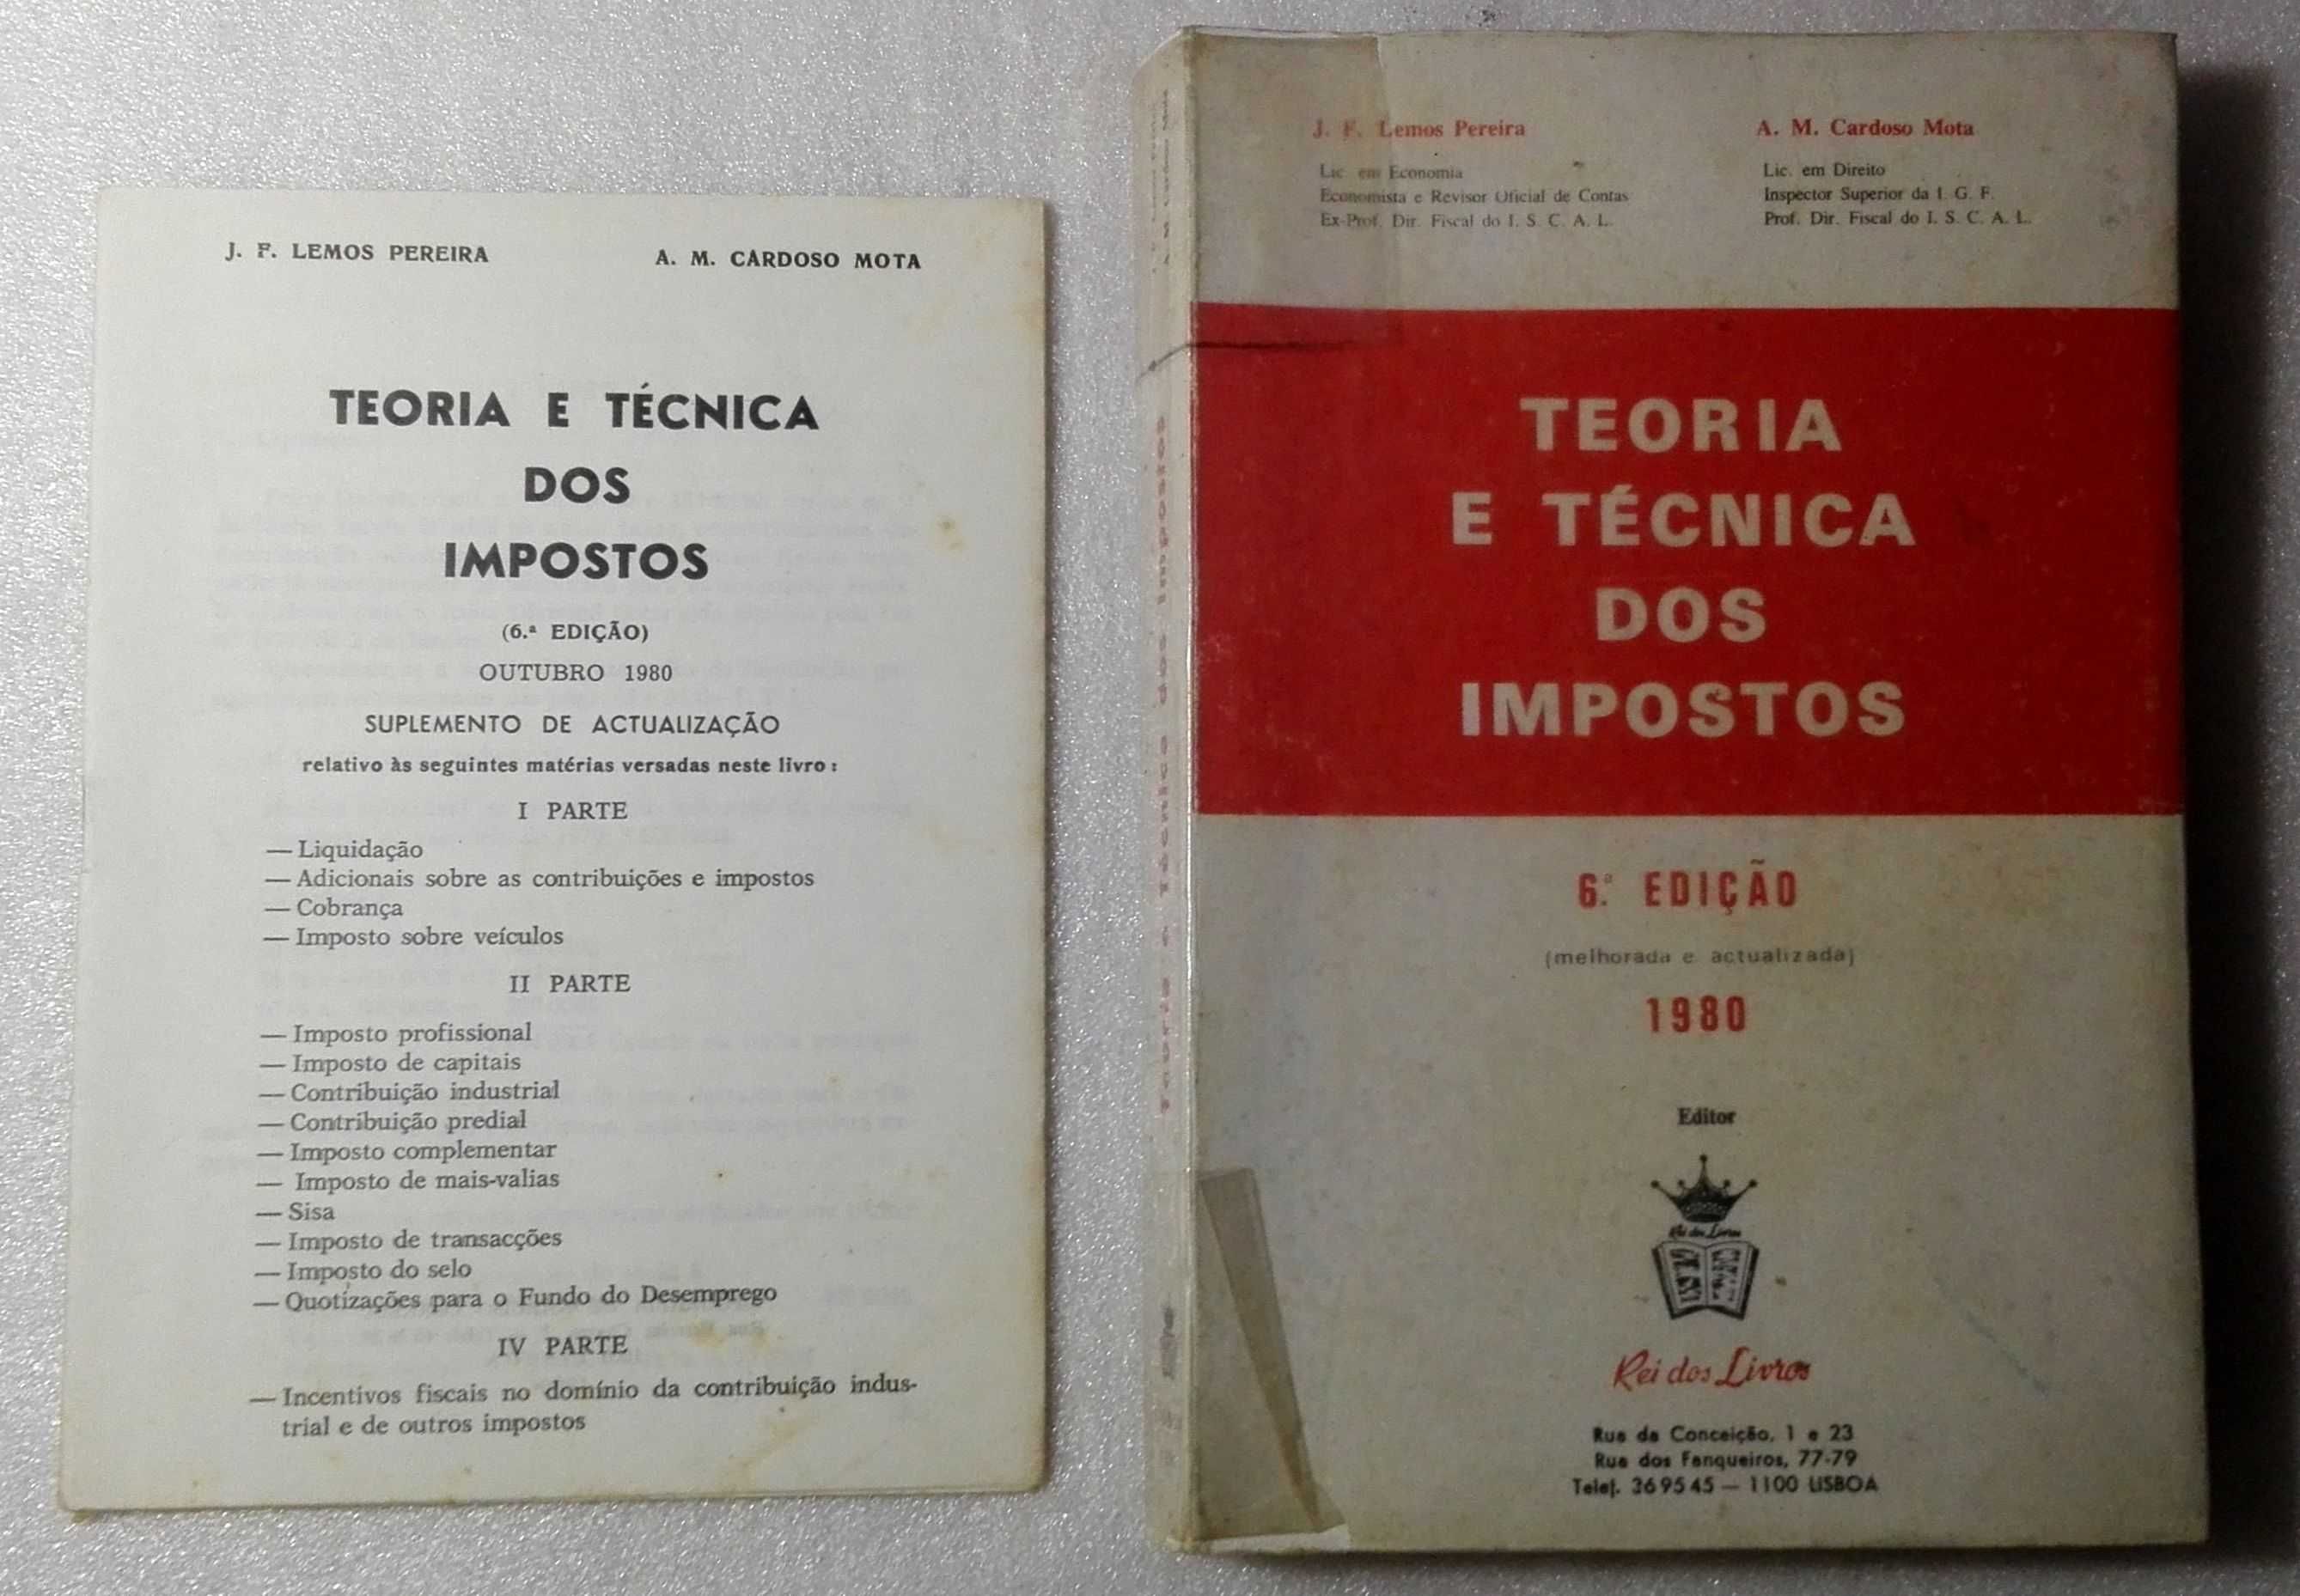 J. F. LEMOS PEREIRA
A. M. CARDOSO MOTA
TEORIA E TÉCNICA
DOS
IMPOSTOS
(6.ª EDIÇÃO)
OUTUBRO 1980
SUPLEMENTO DE ACTUALIZAÇÃO
relativo às seguintes matérias versadas neste livro:
I PARTE
— Liquidação
— Adicionais sobre as contribuições e impostos
— Cobrança
— Imposto sobre veículos
II PARTE
— Imposto profissional
— Imposto de capitais
— Contribuição industrial
— Contribuição predial
— Imposto complementar
— Imposto de mais-valias
— Sisa
— Imposto de transacções
— Imposto do selo
— Quotizações para o Fundo do Desemprego
IV PARTE
— Incentivos fiscais no domínio da contribuição indus-
trial e de outros impostos
J. F. Lemos Pereira
Lic. em Economia
Economista e Revisor Oficial de Contas
Ex-Prof. Dir. Fiscal do I. S. C. A. L.
A. M. Cardoso Mota
Lic. em Direito
Inspector Superior da I. G. F.
Prof. Dir. Fiscal do I. S. C. A. L.
TEORIA
E TÉCNICA
DOS
IMPOSTOS
6.ª EDIÇÃO
(melhorada e actualizada)
1980
Editor
Rei dos Livros
Rei dos Livros
Rua da Conceição, 1 e 23
Rua dos Fanqueiros, 77-79
Telef. 36 95 45 — 1100 LISBOA